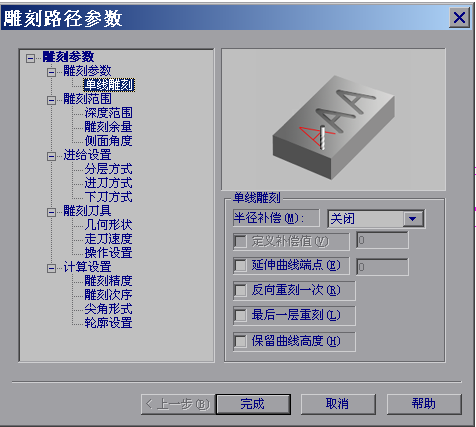 雕刻路径参数
雕刻参数
雕刻参数
单线雕刻
雕刻范围
深度范围
雕刻余量
侧面角度
进给设置
分层方式
进刀方式
下刀方式
雕刻刀具
几何形状
走刀速度
操作设置
计算设置
雕刻精度
雕刻次序
尖角形式
轮廓设置
AAA
单线雕刻
半径补偿(M): 关闭
定义补偿值(V) 0
延伸曲线端点(E) 0
反向重刻一次(R)
最后一层重刻(L)
保留曲线高度(H)
< 上一步(B) 完成 取消 帮助